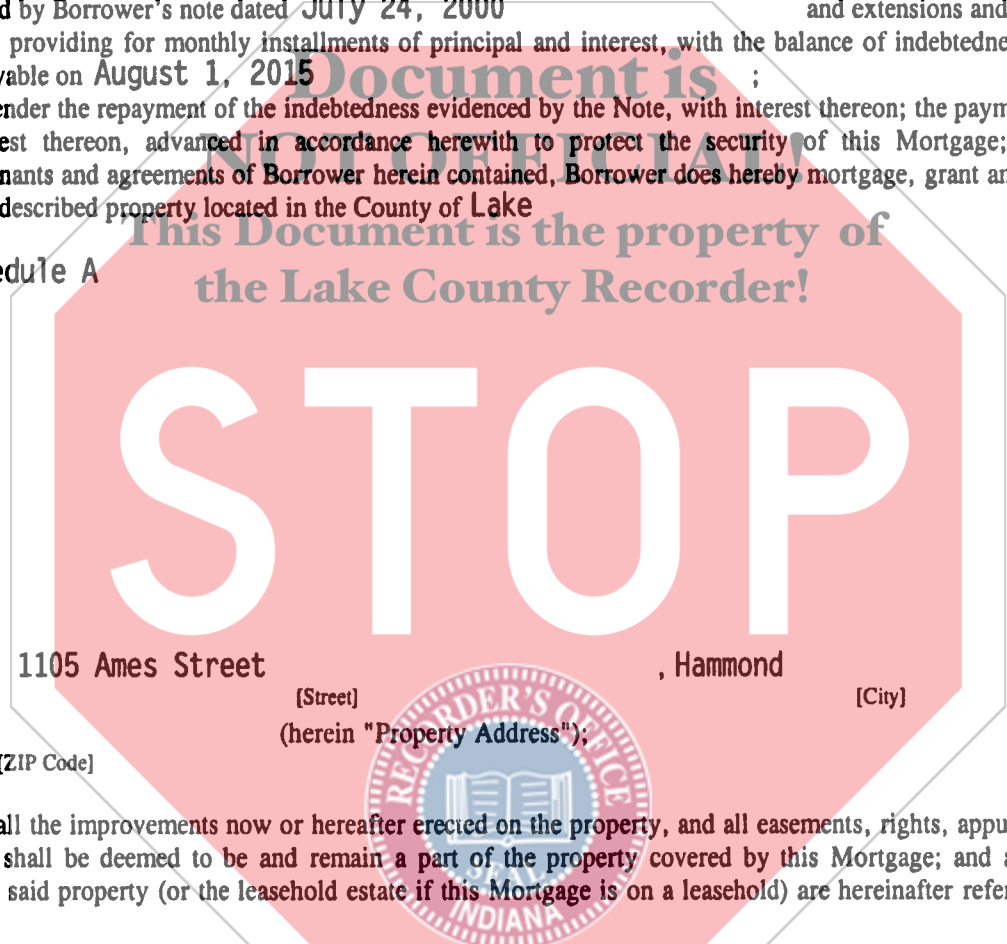 d by Borrower's note dated July 24, 2000 and extensions and
providing for monthly installments of principal and interest, with the balance of indebtedne
yable on August 1, 2015 ;
Document is
ender the repayment of the indebtedness evidenced by the Note, with interest thereon; the paym
est thereon, advanced in accordance herewith to protect the security of this Mortgage;
NOT OFFICIAL!
nants and agreements of Borrower herein contained, Borrower does hereby mortgage, grant an
described property located in the County of Lake
This Document is the property of
edule A
the Lake County Recorder!
STOP
1105 Ames Street , Hammond
[Street] [City]
(herein "Property Address");
[ZIP Code]
RECORDER'S OFFICE
all the improvements now or hereafter erected on the property, and all easements, rights, appu
shall be deemed to be and remain a part of the property covered by this Mortgage; and a
SEAL
said property (or the leasehold estate if this Mortgage is on a leasehold) are hereinafter refer
INDIANA